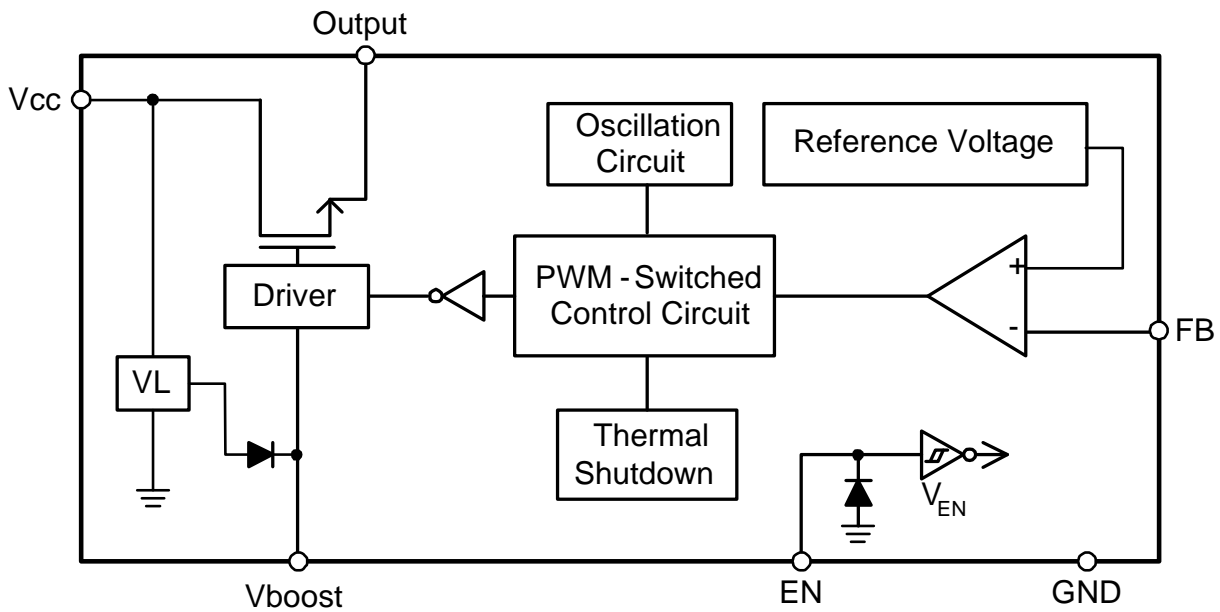 Output
Vcc
Oscillation
Circuit
Reference Voltage
Driver
PWM - Switched
Control Circuit
+
-
FB
VL
Thermal
Shutdown
VEN
Vboost
EN
GND